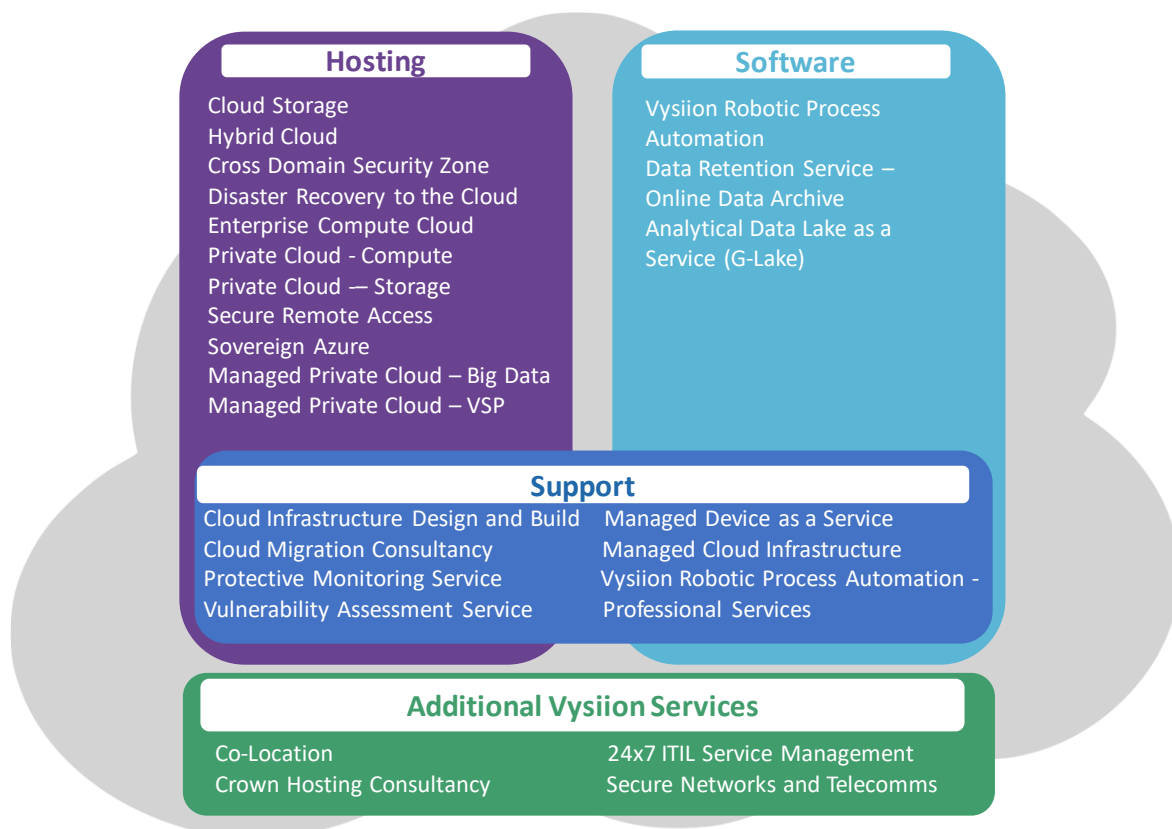 Hosting
Cloud Storage
Hybrid Cloud
Cross Domain Security Zone
Disaster Recovery to the Cloud
Enterprise Compute Cloud
Private Cloud - Compute
Private Cloud -– Storage
Secure Remote Access
Sovereign Azure
Managed Private Cloud – Big Data
Managed Private Cloud – VSP
Software
Vysiion Robotic Process
Automation
Data Retention Service –
Online Data Archive
Analytical Data Lake as a
Service (G-Lake)
Support
Cloud Infrastructure Design and Build
Cloud Migration Consultancy
Protective Monitoring Service
Vulnerability Assessment Service
Managed Device as a Service
Managed Cloud Infrastructure
Vysiion Robotic Process Automation -
Professional Services
Additional Vysiion Services
Co-Location
Crown Hosting Consultancy
24x7 ITIL Service Management
Secure Networks and Telecomms